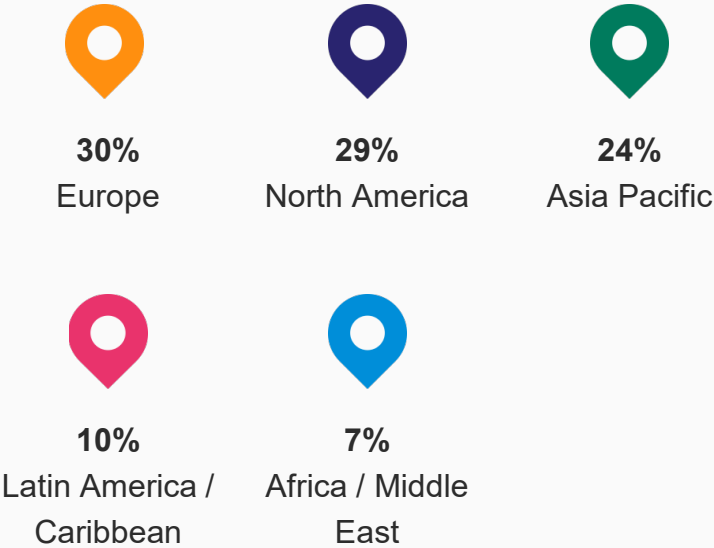 30%
Europe
29%
North America
24%
Asia Pacific
10%
Latin America /
Caribbean
7%
Africa / Middle
East